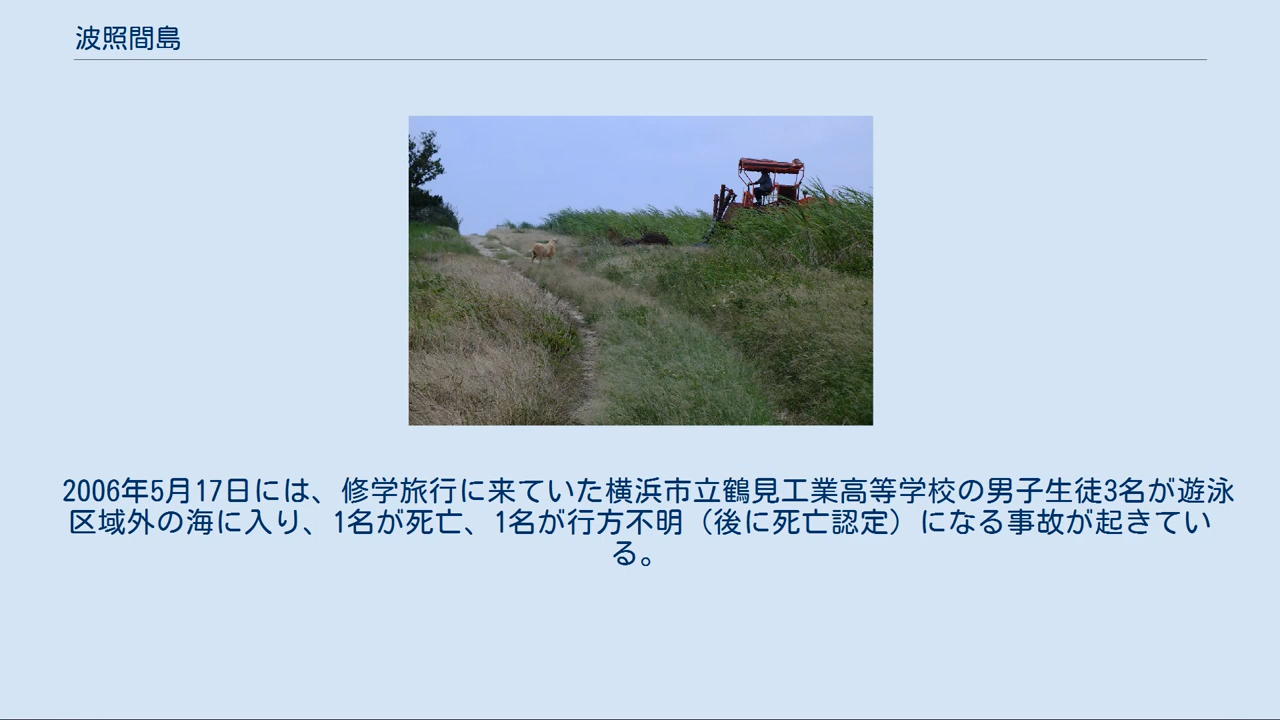 波照間島
2006年5月17日には、修学旅行に来ていた横浜市立鶴見工業高等学校の男子生徒3名が遊泳
区域外の海に入り、1名が死亡、1名が行方不明（後に死亡認定）になる事故が起きてい
る。